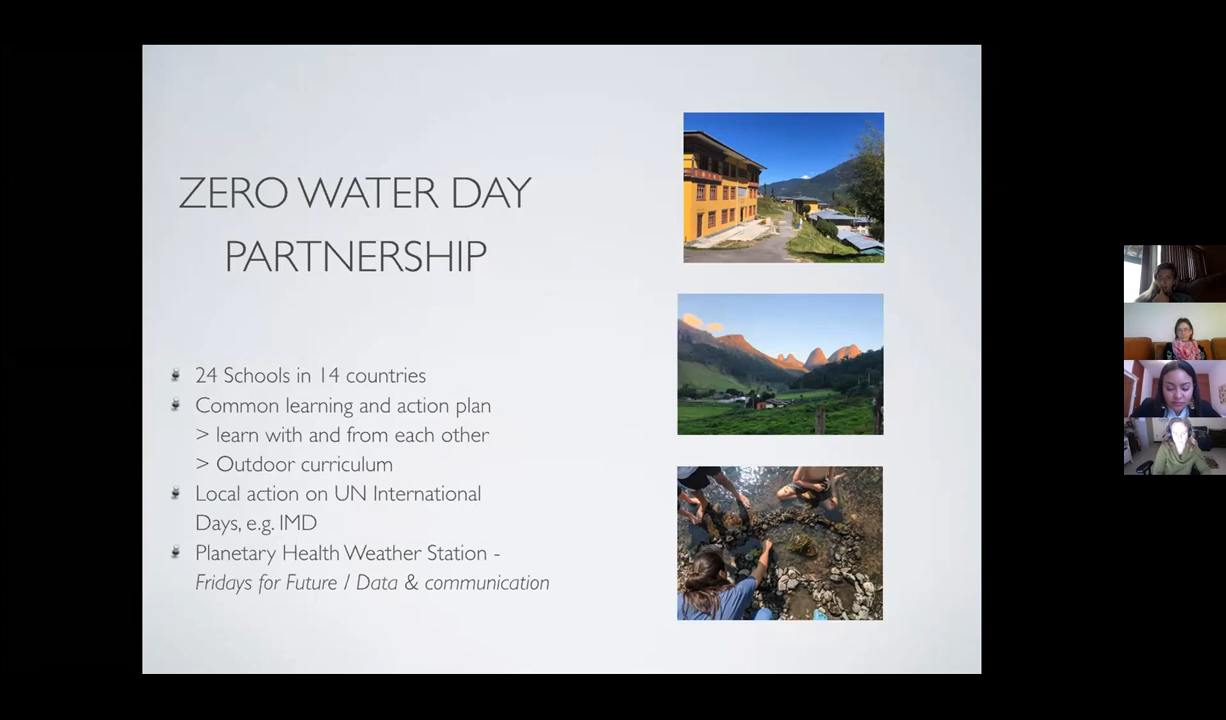 ZERO WATER DAY
PARTNERSHIP
24 Schools in 14 countries
Common learning and action plan
> learn with and from each other
> Outdoor curriculum
Local action on UN International
Days, e.g. IMD
Planetary Health Weather Station -
Fridays for Future / Data & communication